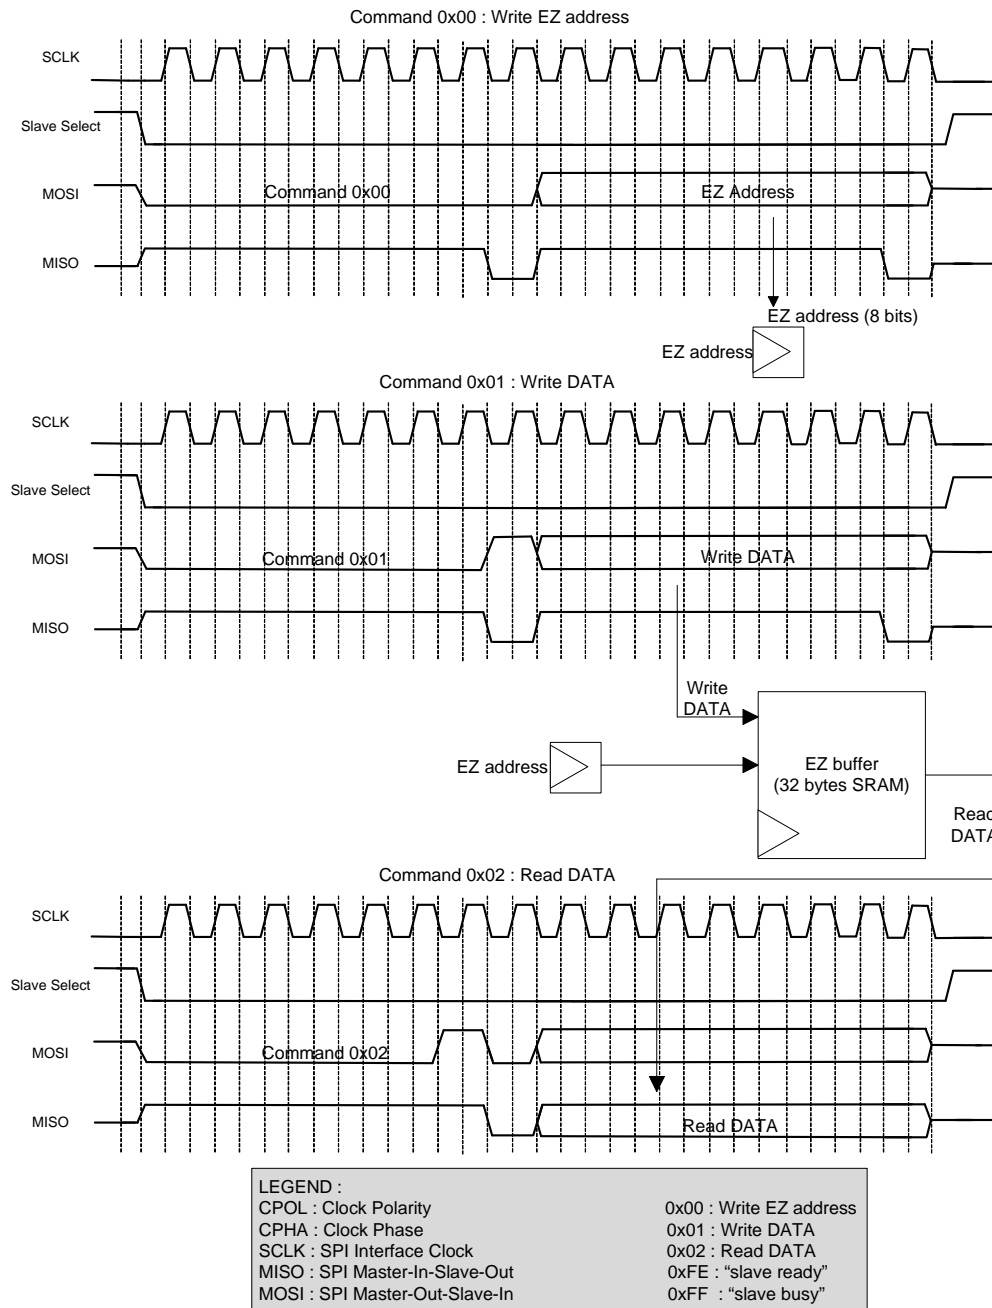 Command 0x00 : Write EZ address
SCLK
Slave Select
MOSI
Command 0x00
EZ Address
MISO
EZ address (8 bits)
EZ address
Command 0x01 : Write DATA
SCLK
Slave Select
MOSI
Command 0x01
Write DATA
MISO
Write
DATA
EZ address
EZ buffer
(32 bytes SRAM)
Read
DATA
Command 0x02 : Read DATA
SCLK
Slave Select
MOSI
Command 0x02
MISO
Read DATA
LEGEND :
CPOL : Clock Polarity
0x00 : Write EZ address
CPHA : Clock Phase
0x01 : Write DATA
SCLK : SPI Interface Clock
0x02 : Read DATA
MISO : SPI Master-In-Slave-Out
0xFE : “slave ready”
MOSI : SPI Master-Out-Slave-In
0xFF : “slave busy”